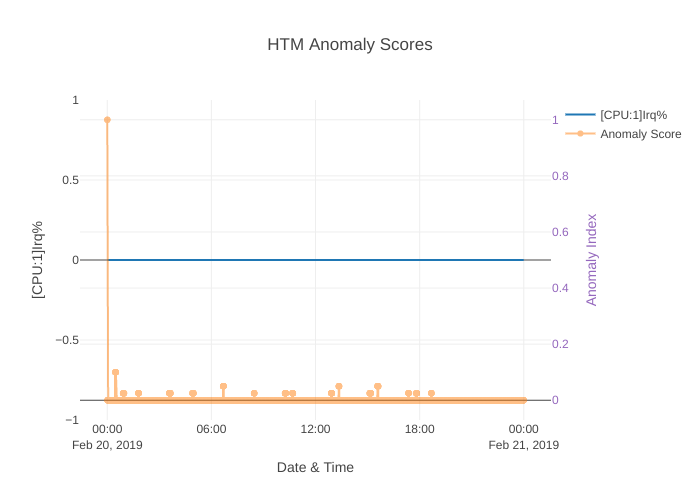 HTM Anomaly Scores
[CPU:1]Irq%
Anomaly Score
1
0.5
0
−0.5
−1
[CPU:1]Irq%
1
0.8
0.6
0.4
0.2
0
Anomaly Index
00:00 06:00 12:00 18:00 00:00
Feb 20, 2019 Feb 21, 2019
Date & Time